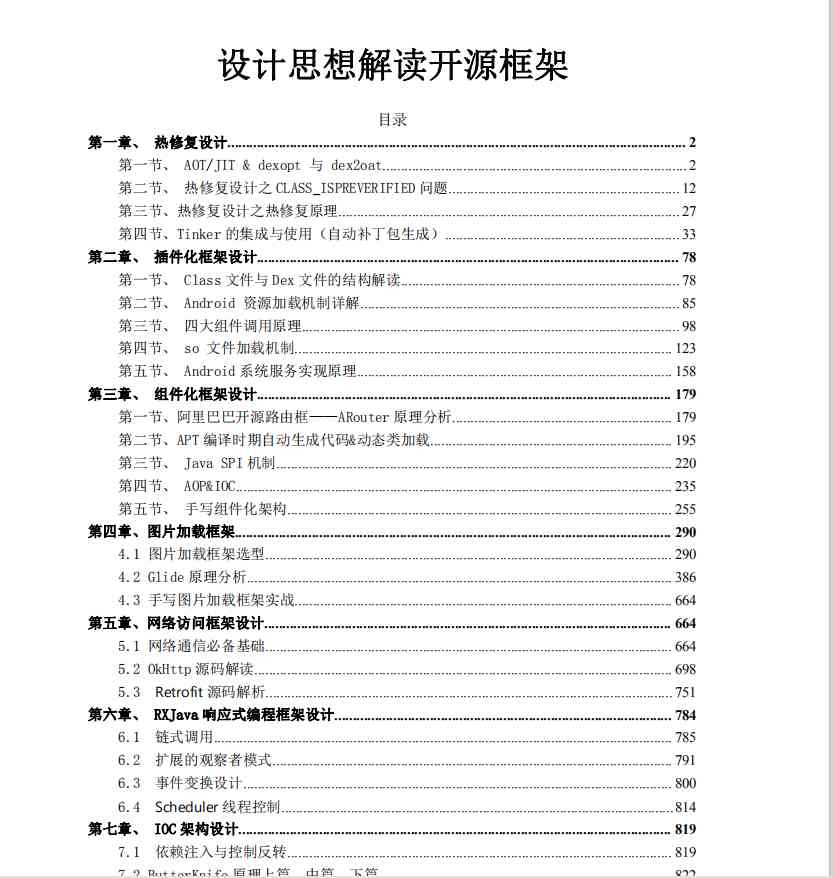 设计思想解读开源框架
目录
第一章、 热修复设计 2
第一节、 AOT/JIT & dexopt 与 dex2oat 2
第二节、 热修复设计之 CLASS_ISPREVERIFIED 问题 12
第三节、热修复设计之热修复原理 27
第四节、Tinker 的集成与使用（自动补丁包生成） 33
第二章、 插件化框架设计 78
第一节、 Class 文件与 Dex 文件的结构解读 78
第二节、 Android 资源加载机制详解 85
第三节、 四大组件调用原理 98
第四节、 so 文件加载机制 123
第五节、 Android 系统服务实现原理 158
第三章、 组件化框架设计 179
第一节、阿里巴巴开源路由框——ARouter 原理分析 179
第二节、APT 编译时期自动生成代码&动态类加载 195
第三节、 Java SPI 机制 220
第四节、 AOP&IOC 235
第五节、 手写组件化架构 255
第四章、图片加载框架 290
4.1 图片加载框架选型 290
4.2 Glide 原理分析 386
4.3 手写图片加载框架实战 664
第五章、网络访问框架设计 664
5.1 网络通信必备基础 664
5.2 OkHttp 源码解读 698
5.3 Retrofit 源码解析 751
第六章、 RXJava 响应式编程框架设计 784
6.1 链式调用 785
6.2 扩展的观察者模式 791
6.3 事件变换设计 800
6.4 Scheduler 线程控制 814
第七章、 IOC 架构设计 819
7.1 依赖注入与控制反转 819
7.2 ButterKnife 原理上篇、中篇、下篇 822